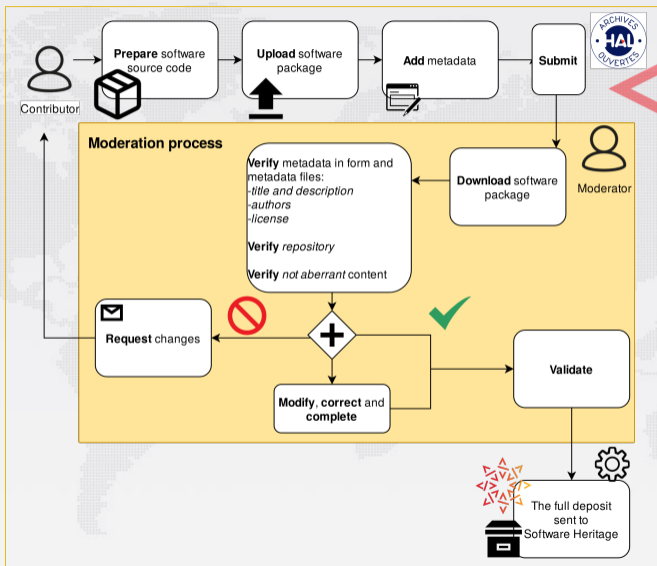 Prepare software
source code
Upload software
package
Add metadata
Submit
ARCHIVES
HAL
OUVERTES
Contributor
Moderation process
Verify metadata in form and
metadata files:
-title and description
-authors
-license
Verify repository
Verify not aberrant content
Download software
package
Moderator
Request changes
Modify, correct and
complete
Validate
The full deposit
sent to
Software Heritage